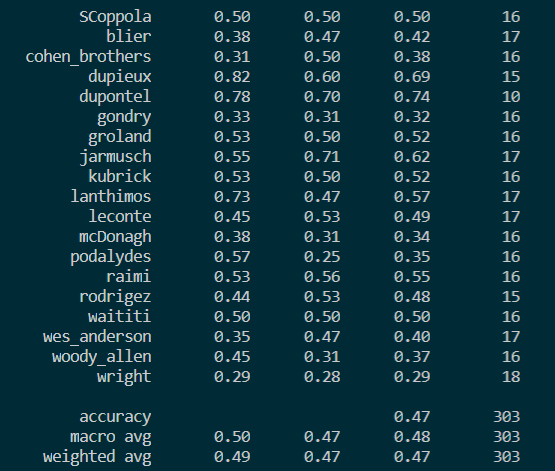 SCoppola 0.50 0.50 0.50 16
blier 0.38 0.47 0.42 17
cohen_brothers 0.31 0.50 0.38 16
dupieux 0.82 0.60 0.69 15
dupontel 0.78 0.70 0.74 10
gondry 0.33 0.31 0.32 16
groland 0.53 0.50 0.52 16
jarmusch 0.55 0.71 0.62 17
kubrick 0.53 0.50 0.52 16
lanthimos 0.73 0.47 0.57 17
leconte 0.45 0.53 0.49 17
mcDonagh 0.38 0.31 0.34 16
podalydes 0.57 0.25 0.35 16
raimi 0.53 0.56 0.55 16
rodrigez 0.44 0.53 0.48 15
waititi 0.50 0.50 0.50 16
wes_anderson 0.35 0.47 0.40 17
woody_allen 0.45 0.31 0.37 16
wright 0.29 0.28 0.29 18
accuracy 0.47 303
macro avg 0.50 0.47 0.48 303
weighted avg 0.49 0.47 0.47 303